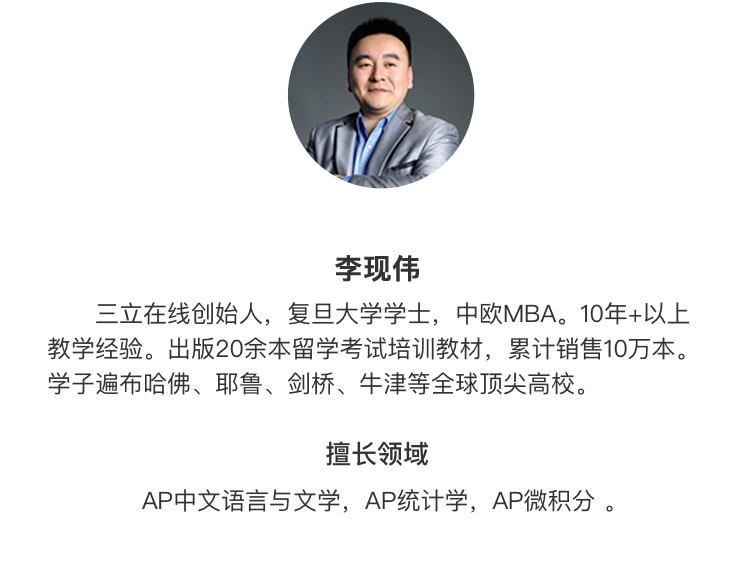 李现伟
三立在线创始人，复旦大学学士，中欧MBA。10年+以上
教学经验。出版20余本留学考试培训教材，累计销售10万本。
学子遍布哈佛、耶鲁、剑桥、牛津等全球顶尖高校。
擅长领域
AP中文语言与文学，AP统计学，AP微积分 。